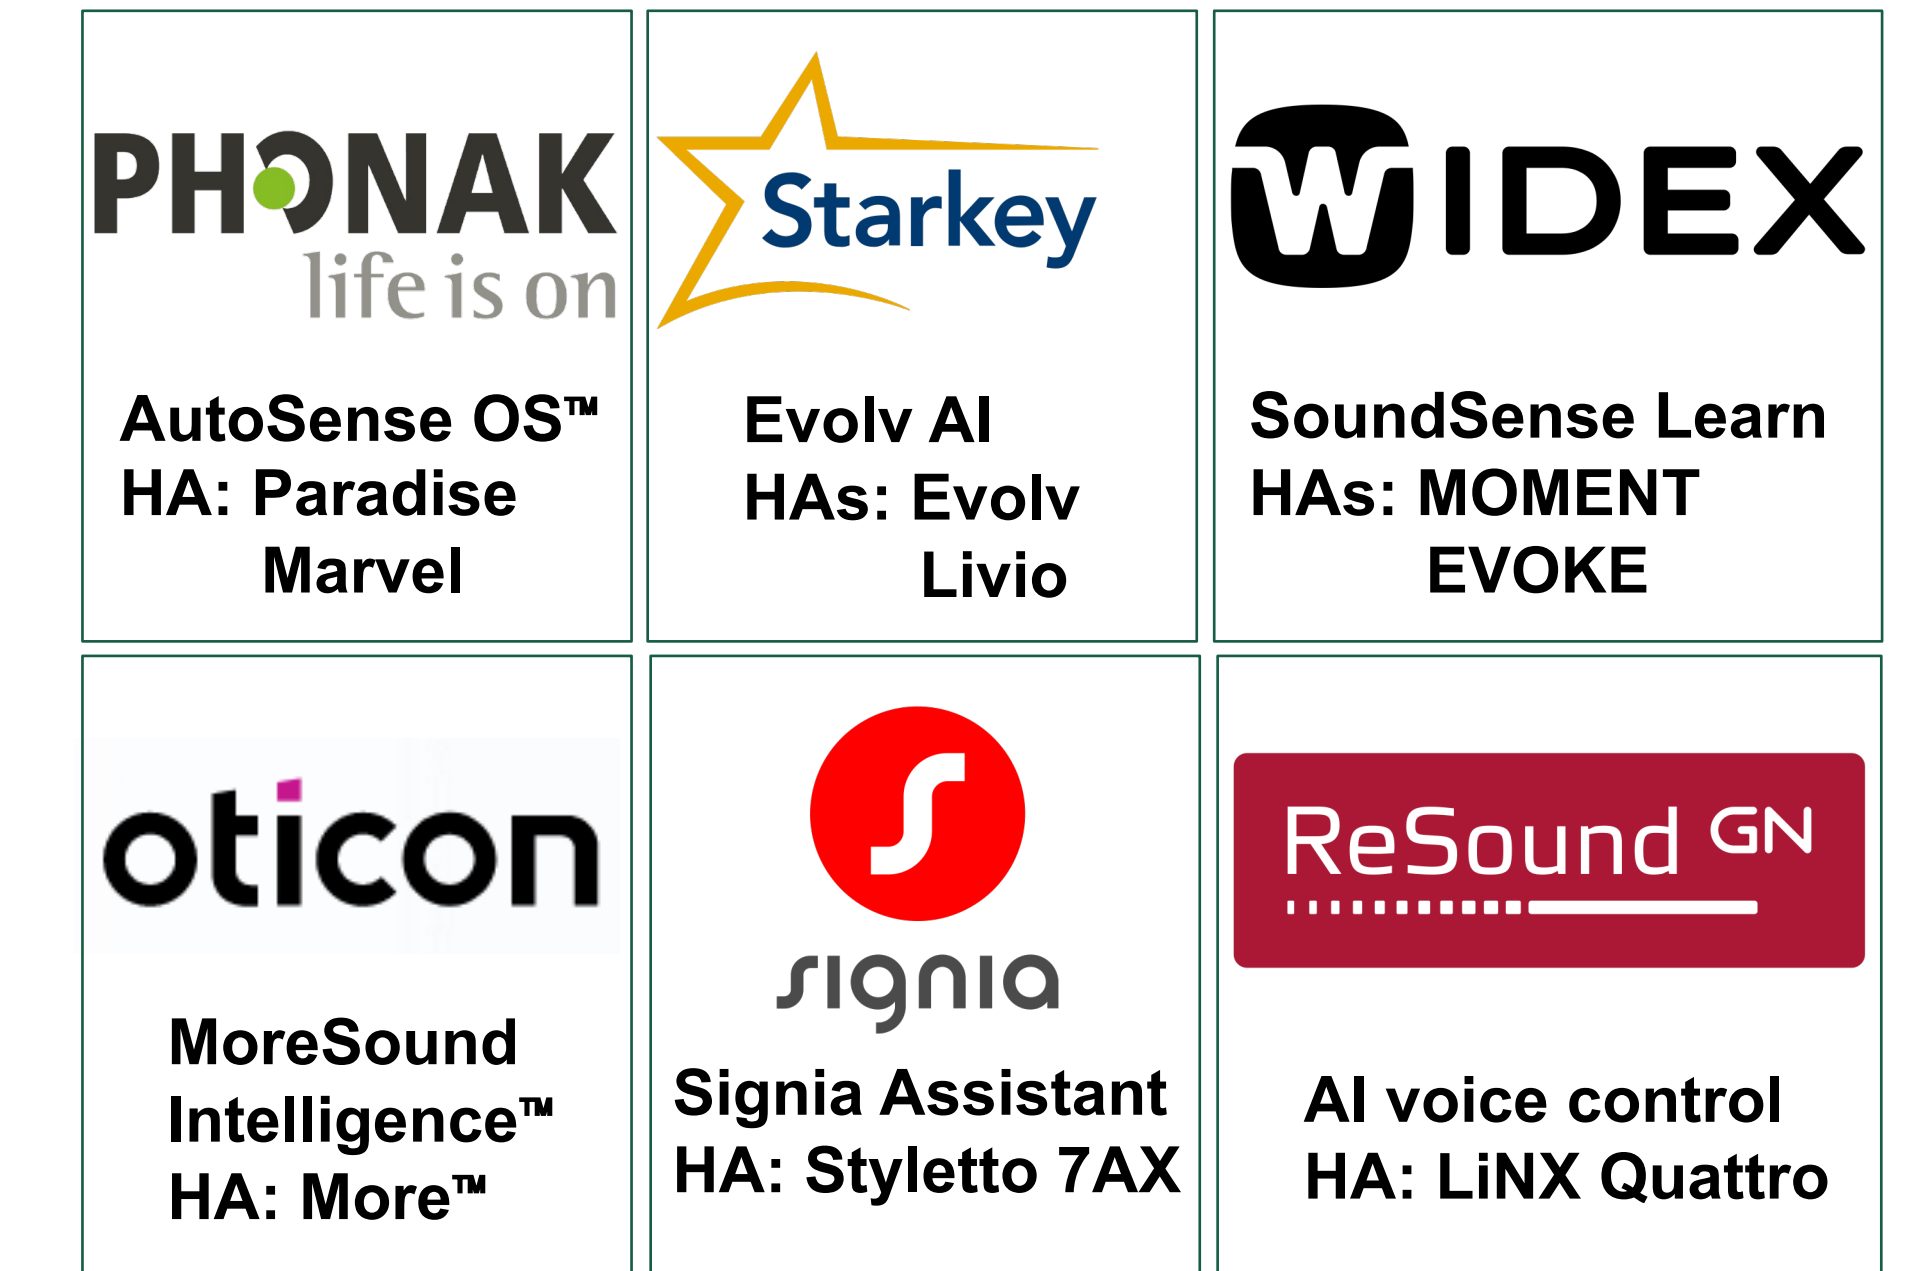 PHONAK
life is on
AutoSense OS™
HA: Paradise
Marvel
Starkey
Evolv AI
HAs: Evolv
Livio
WIDEX
SoundSense Learn
HAs: MOMENT
EVOKE
oticon
MoreSound
Intelligence™
HA: More™
signia
Signia Assistant
HA: Styletto 7AX
ReSound GN
AI voice control
HA: LiNX Quattro